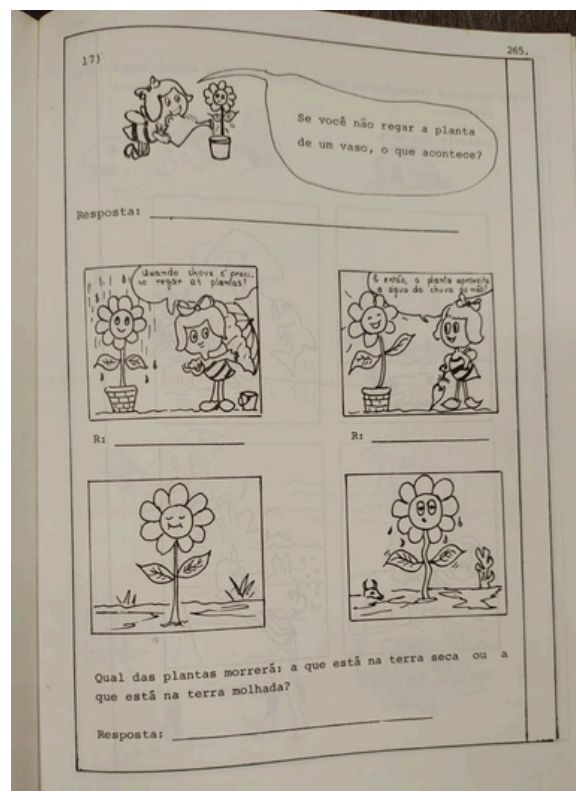 265.
17)
Se você não regar a planta
de um vaso, o que acontece?
Resposta:
Quando chove é preci-
so regar as plantas?
E então, a planta aproveita
a água da chuva ou não?
R:
R:
Qual das plantas morrerá: a que está na terra seca ou a
que está na terra molhada?
Resposta: